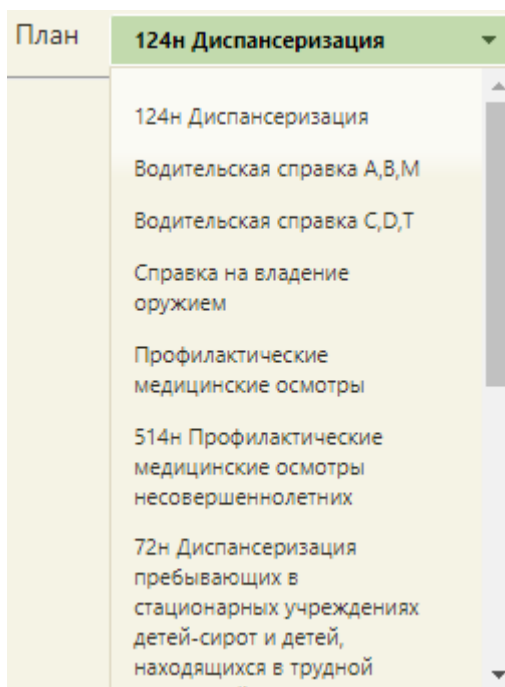 План
124н Диспансеризация
124н Диспансеризация
Водительская справка A,B,M
Водительская справка C,D,T
Справка на владение
оружием
Профилактические
медицинские осмотры
514н Профилактические
медицинские осмотры
несовершеннолетних
72н Диспансеризация
пребывающих в
стационарных учреждениях
детей-сирот и детей,
находящихся в трудной